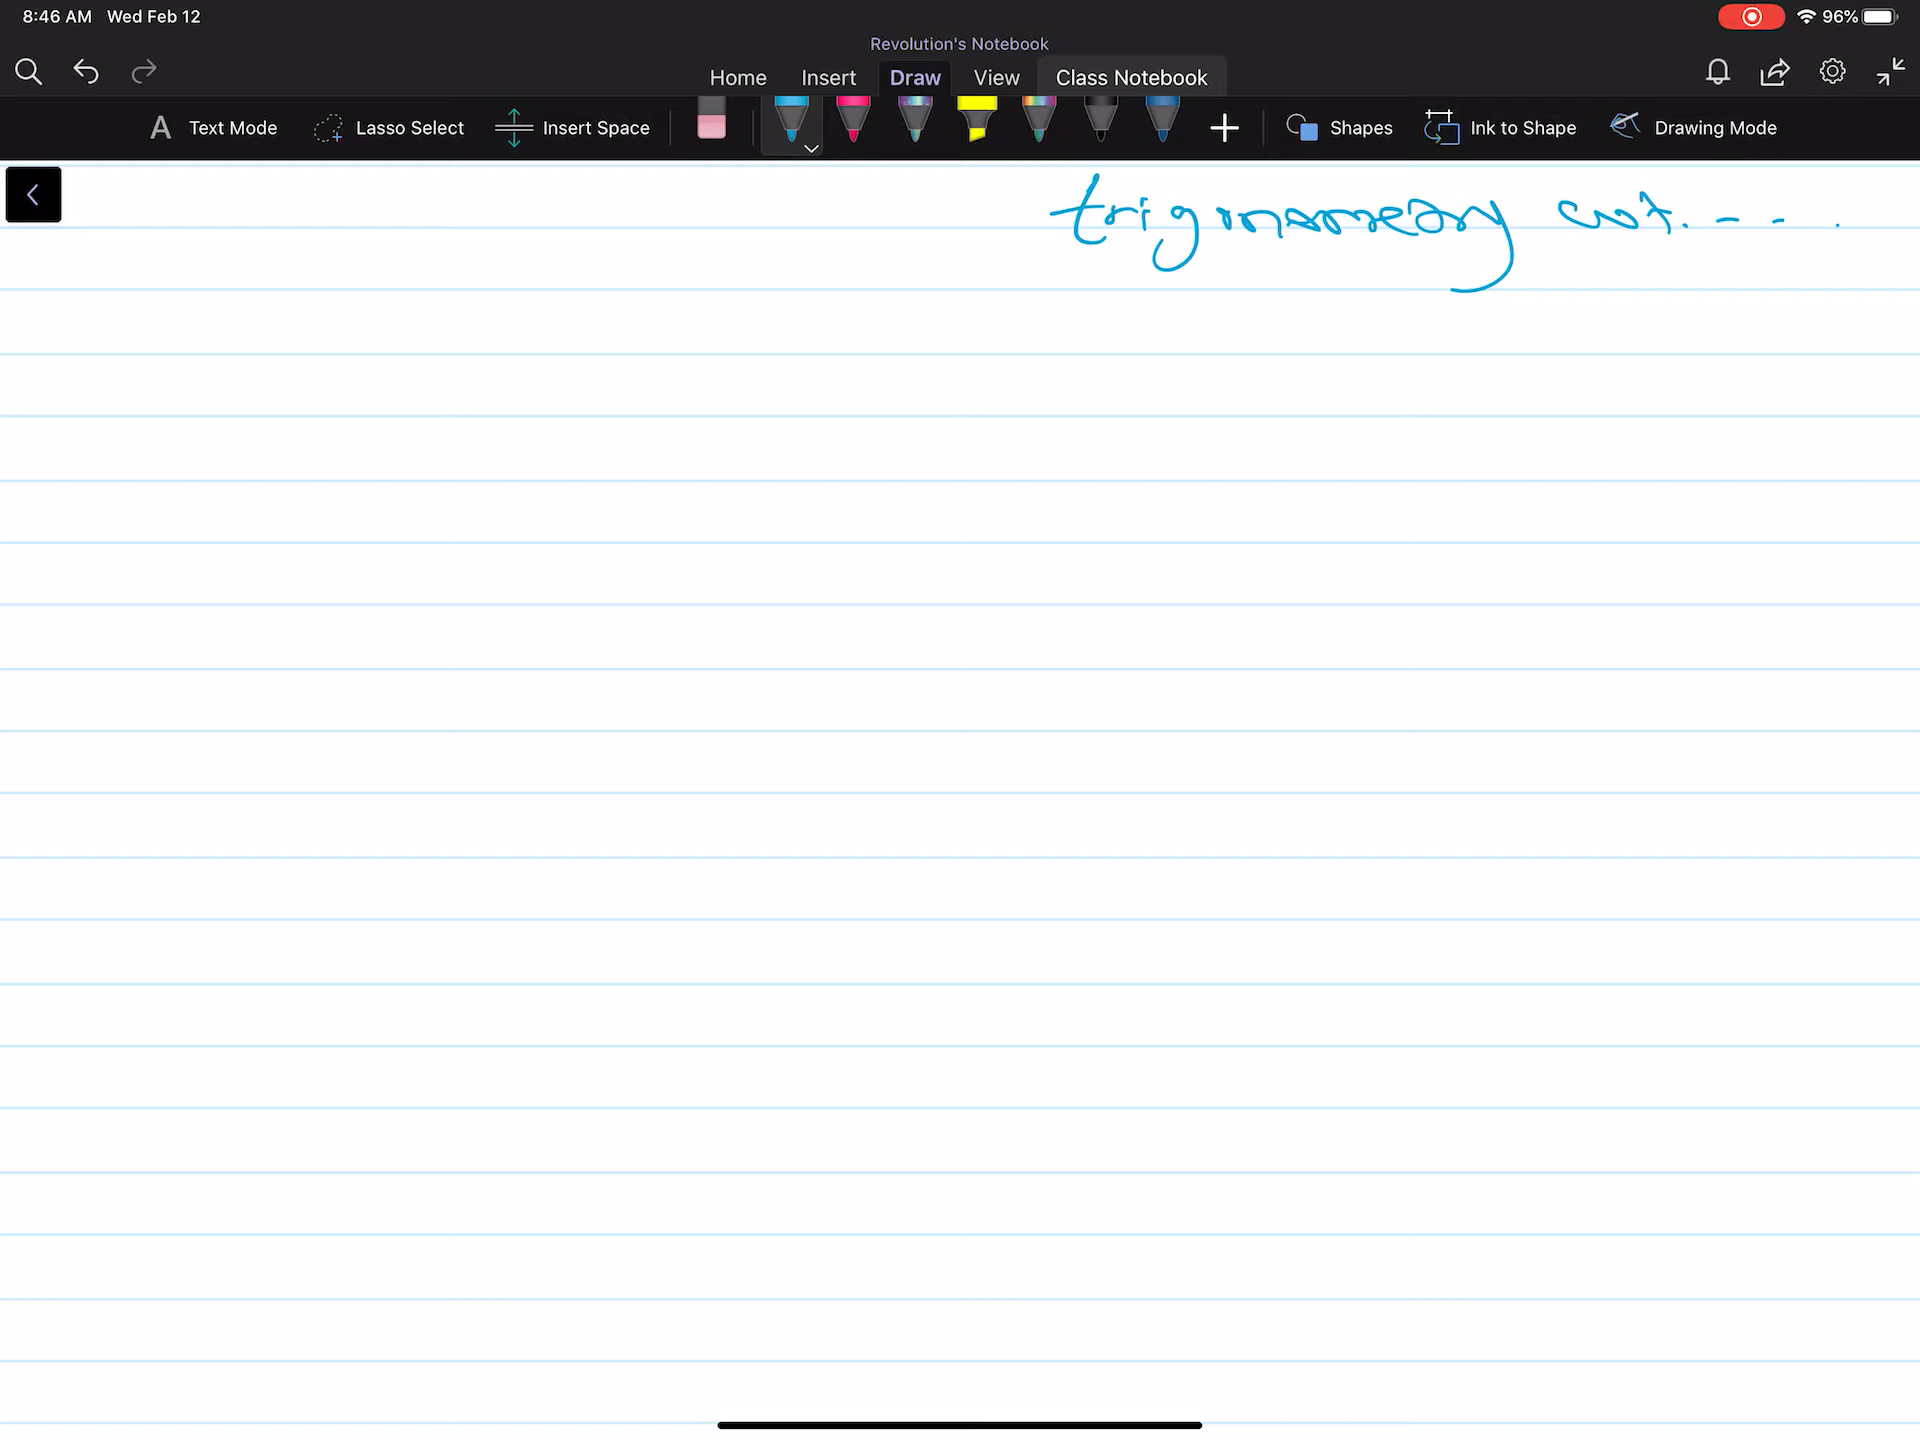 8:46 AM Wed Feb 12 96%
Revolution's Notebook
Home Insert Draw View Class Notebook
A Text Mode Lasso Select Insert Space Shapes Ink to Shape Drawing Mode
trigonometry cot. - - .